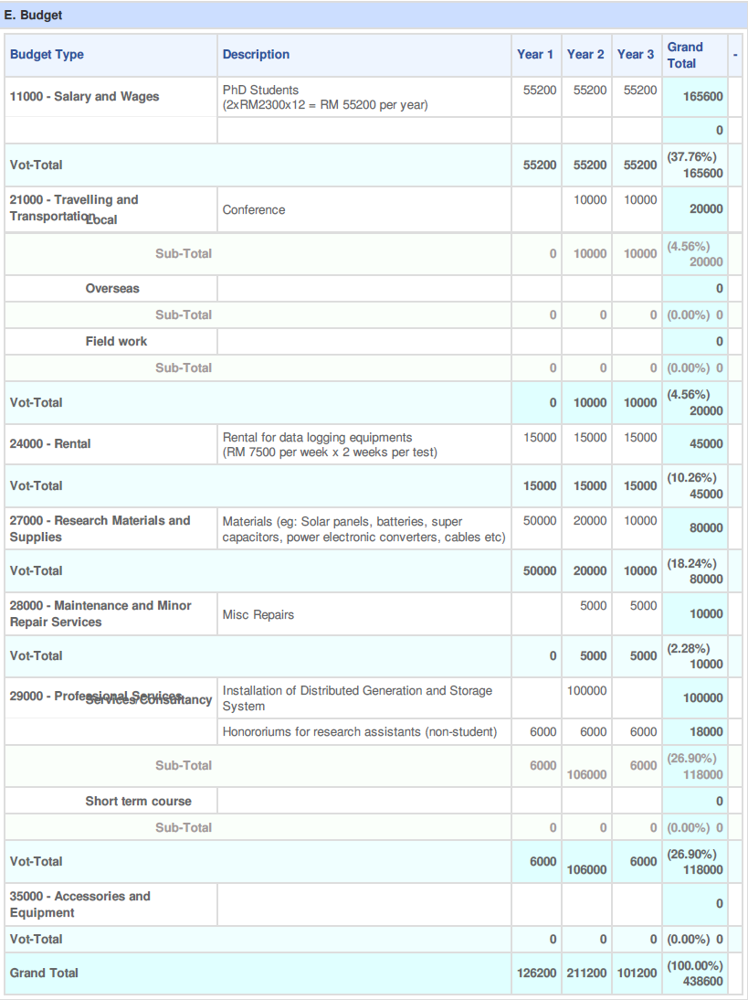 E. Budget
Budget Type Description Year 1 Year 2 Year 3 Grand Total -
11000 - Salary and Wages PhD Students 55200 55200 55200 165600
(2xRM2300x12 = RM 55200 per year)
0
Vot-Total 55200 55200 55200 (37.76%) 165600
21000 - Travelling and Transportation Local Conference 10000 10000 20000
Sub-Total 0 10000 10000 (4.56%) 20000
Overseas 0
Sub-Total 0 0 0 (0.00%) 0
Field work 0
Sub-Total 0 0 0 (0.00%) 0
Vot-Total 0 10000 10000 (4.56%) 20000
24000 - Rental Rental for data logging equipments 15000 15000 15000 45000
(RM 7500 per week x 2 weeks per test)
Vot-Total 15000 15000 15000 (10.26%) 45000
27000 - Research Materials and Supplies Materials (eg: Solar panels, batteries, super 50000 20000 10000 80000
capacitors, power electronic converters, cables etc)
Vot-Total 50000 20000 10000 (18.24%) 80000
28000 - Maintenance and Minor Repair Services Misc Repairs 5000 5000 10000
Vot-Total 0 5000 5000 (2.28%) 10000
29000 - Professional Services Services/Consultancy Installation of Distributed Generation and Storage 100000 100000
System
Honororiums for research assistants (non-student) 6000 6000 6000 18000
Sub-Total 6000 106000 6000 (26.90%) 118000
Short term course 0
Sub-Total 0 0 0 (0.00%) 0
Vot-Total 6000 106000 6000 (26.90%) 118000
35000 - Accessories and Equipment 0
Vot-Total 0 0 0 (0.00%) 0
Grand Total 126200 211200 101200 (100.00%) 438600